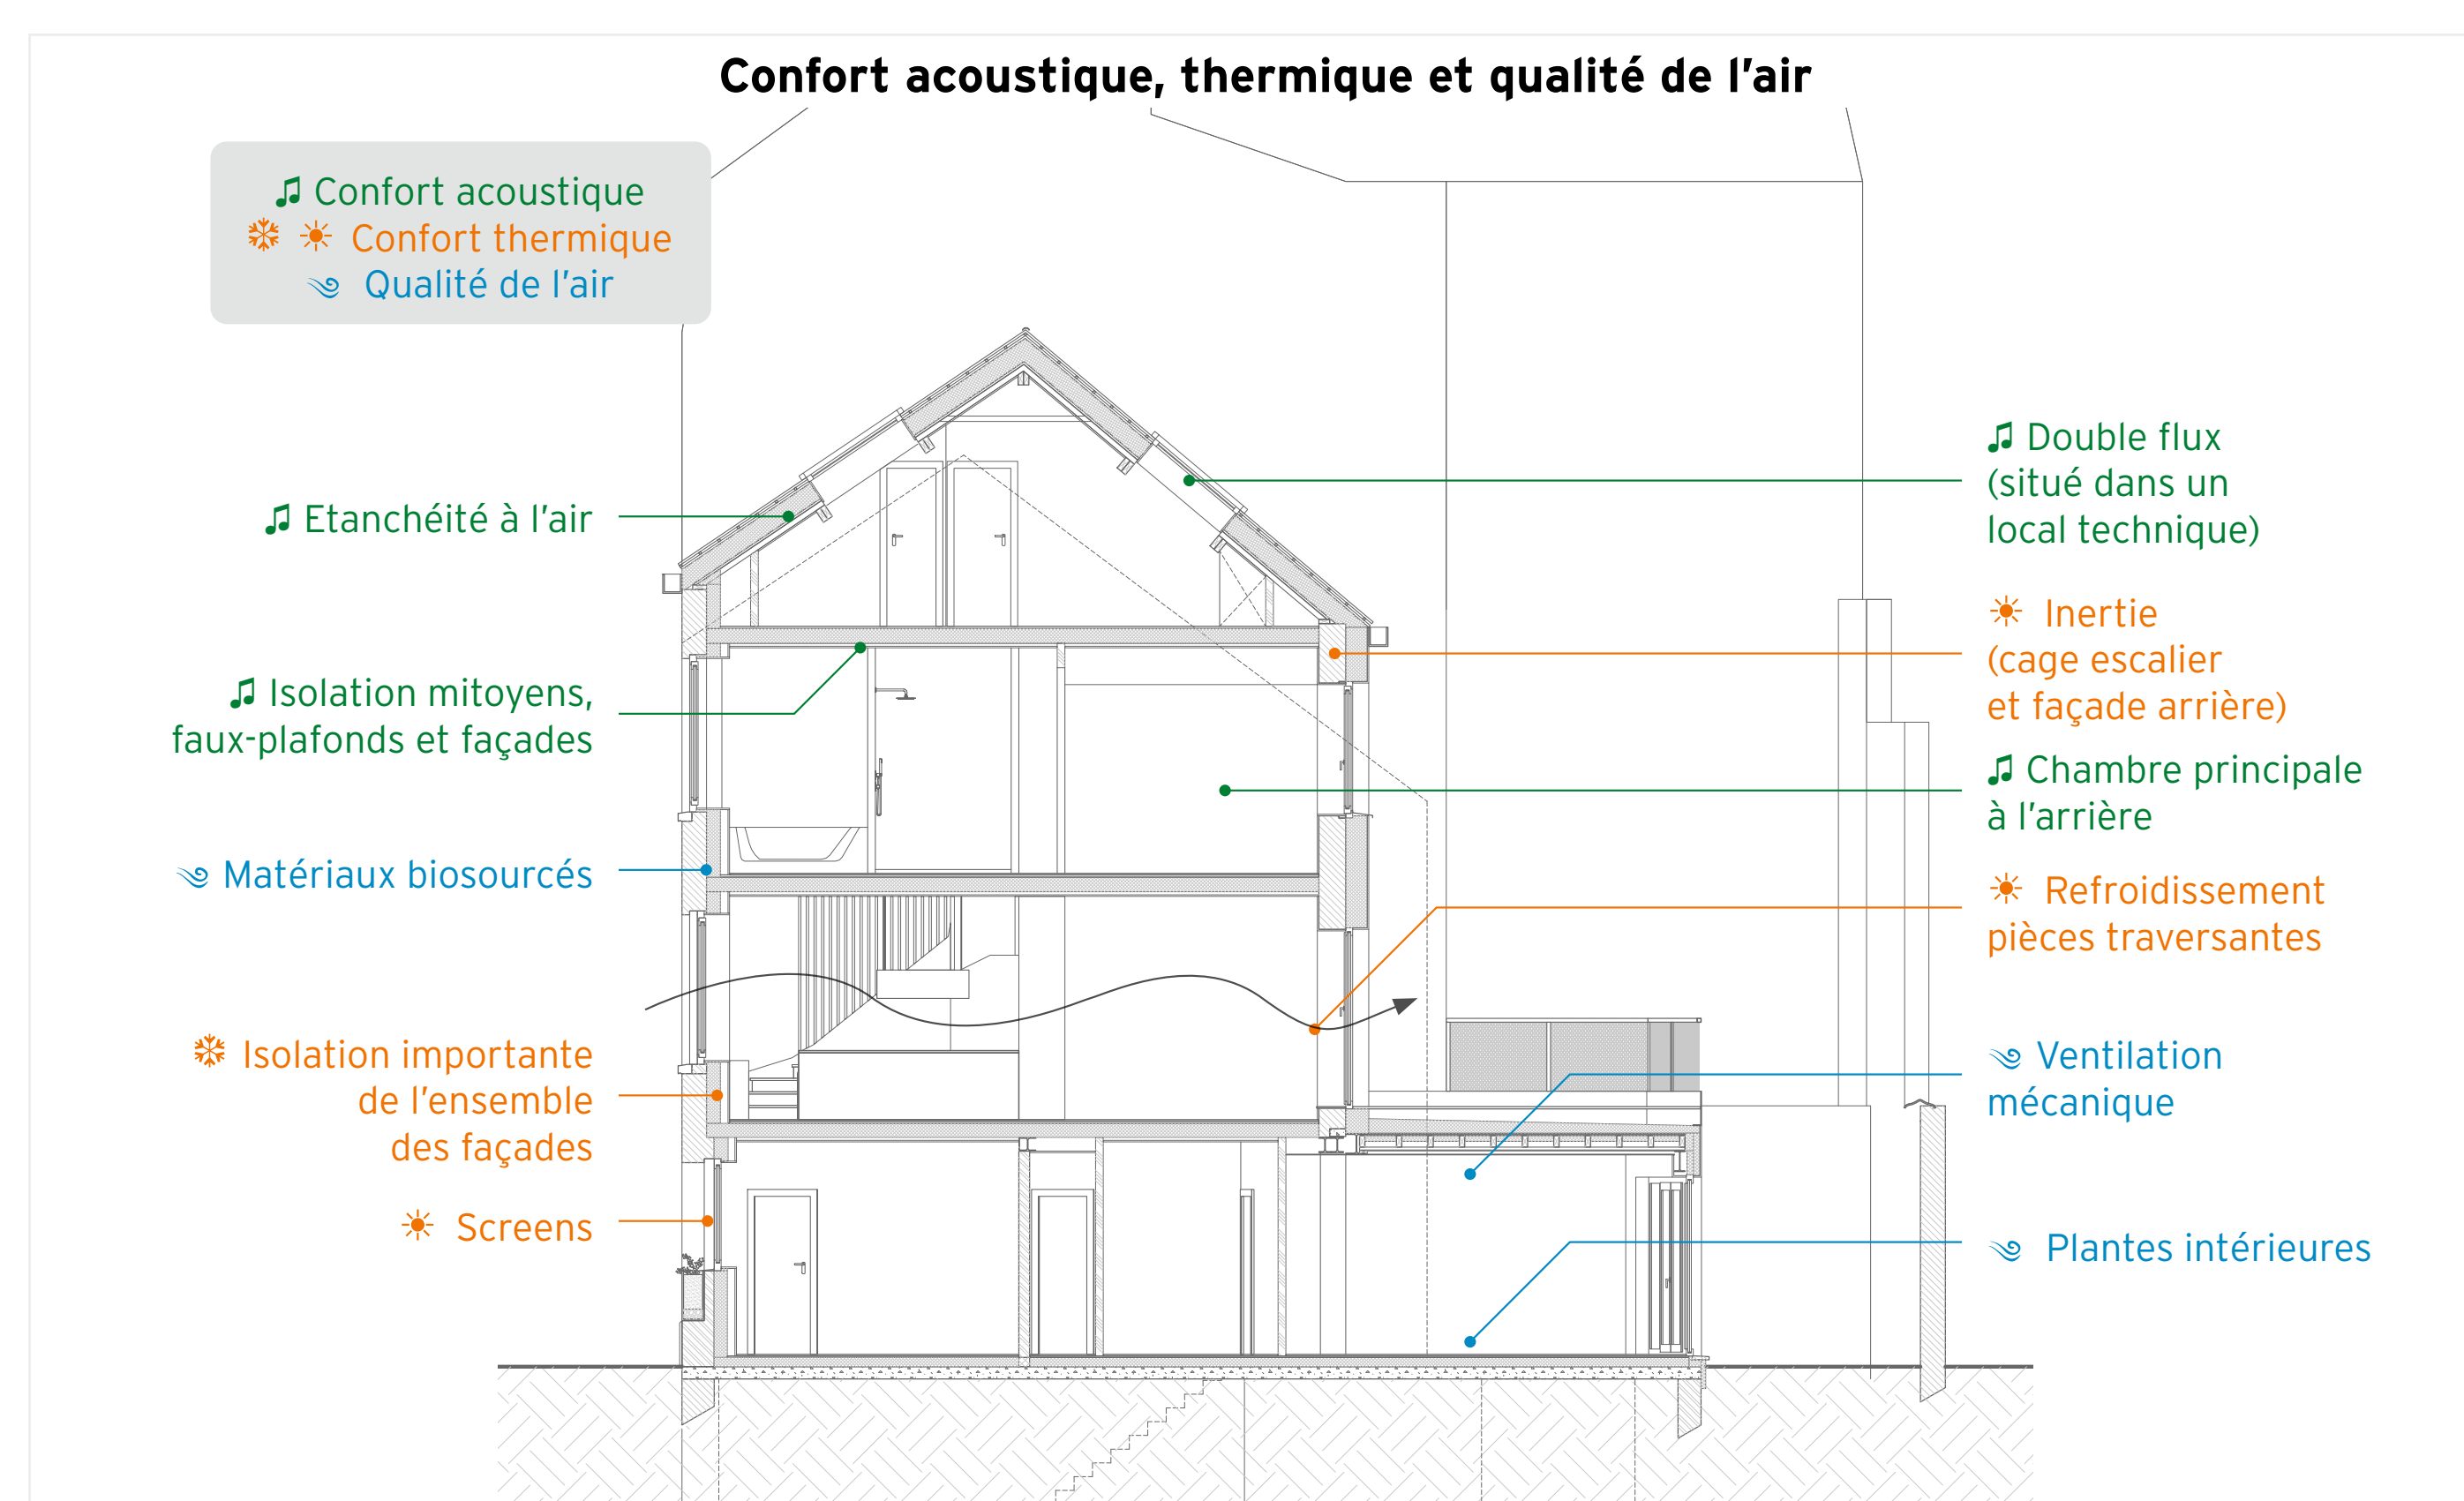 Confort acoustique, thermique et qualité de l'air
Confort acoustique
Confort thermique
Qualité de l'air
Etanchéité à l'air
Isolation mitoyens,
faux-plafonds et façades
Matériaux biosourcés
Isolation importante
de l'ensemble
des façades
Screens
Double flux
(situé dans un
local technique)
Inertie
(cage escalier
et façade arrière)
Chambre principale
à l'arrière
Refroidissement
pièces traversantes
Ventilation
mécanique
Plantes intérieures